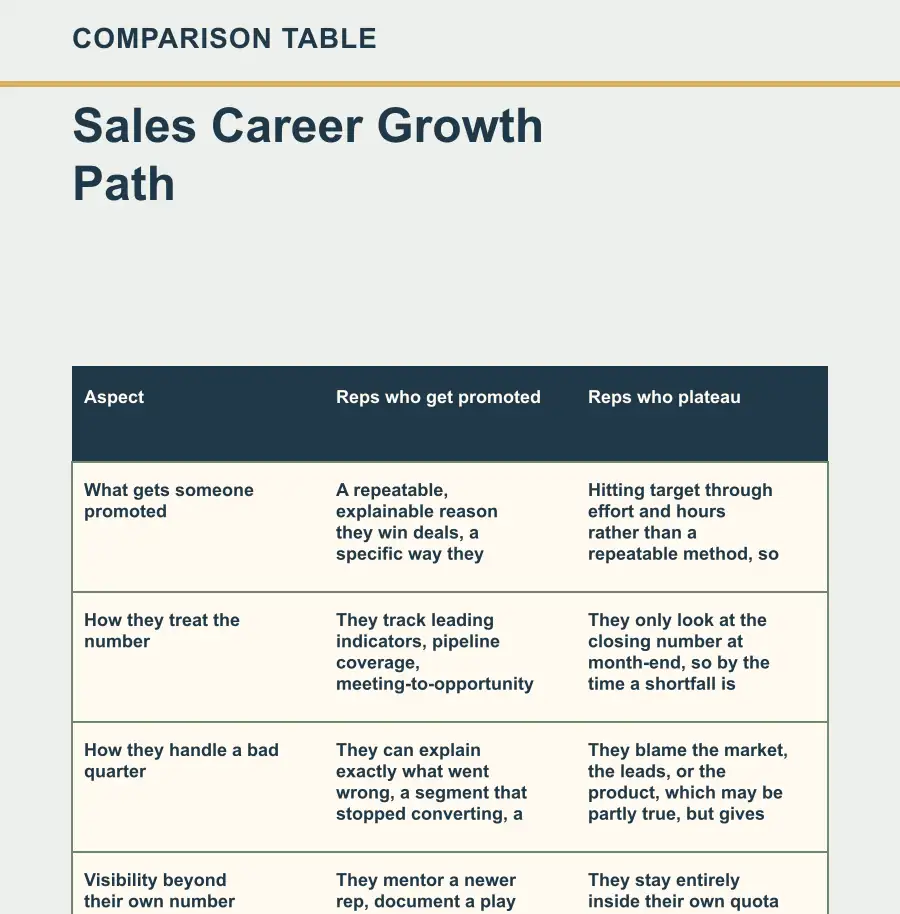 COMPARISON TABLE
Sales Career Growth
Path
Aspect
Reps who get promoted
Reps who plateau
What gets someone
promoted
A repeatable,
explainable reason
they win deals, a
specific way they
Hitting target through
effort and hours
rather than a
repeatable method, so
How they treat the
number
They track leading
indicators, pipeline
coverage,
meeting-to-opportunity
They only look at the
closing number at
month-end, so by the
time a shortfall is
How they handle a bad
quarter
They can explain
exactly what went
wrong, a segment that
stopped converting, a
They blame the market,
the leads, or the
product, which may be
partly true, but gives
Visibility beyond
their own number
They mentor a newer
rep, document a play
They stay entirely
inside their own quota